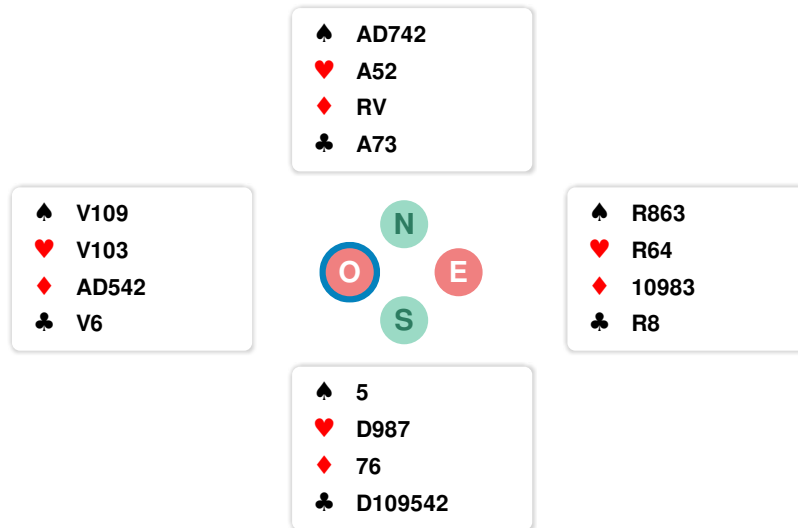 ♠ AD742
♥ A52
♦ RV
♣ A73
♠ V109
♥ V103
♦ AD542
♣ V6
N
O E
S
♠ R863
♥ R64
♦ 10983
♣ R8
♠ 5
♥ D987
♦ 76
♣ D109542